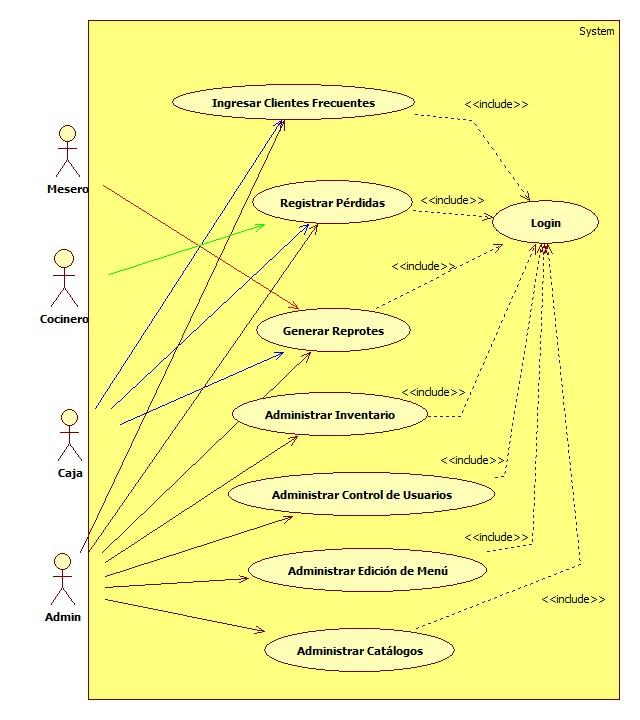 System
Ingresar Clientes Frecuentes
<<include>>
Mesero
Registrar Pérdidas
<<include>>
Login
<<include>>
Cocinero
Generar Reprotes
<<include>>
Administrar Inventario
Caja
<<include>>
Administrar Control de Usuarios
<<include>>
Administrar Edición de Menú
<<include>>
Admin
Administrar Catálogos